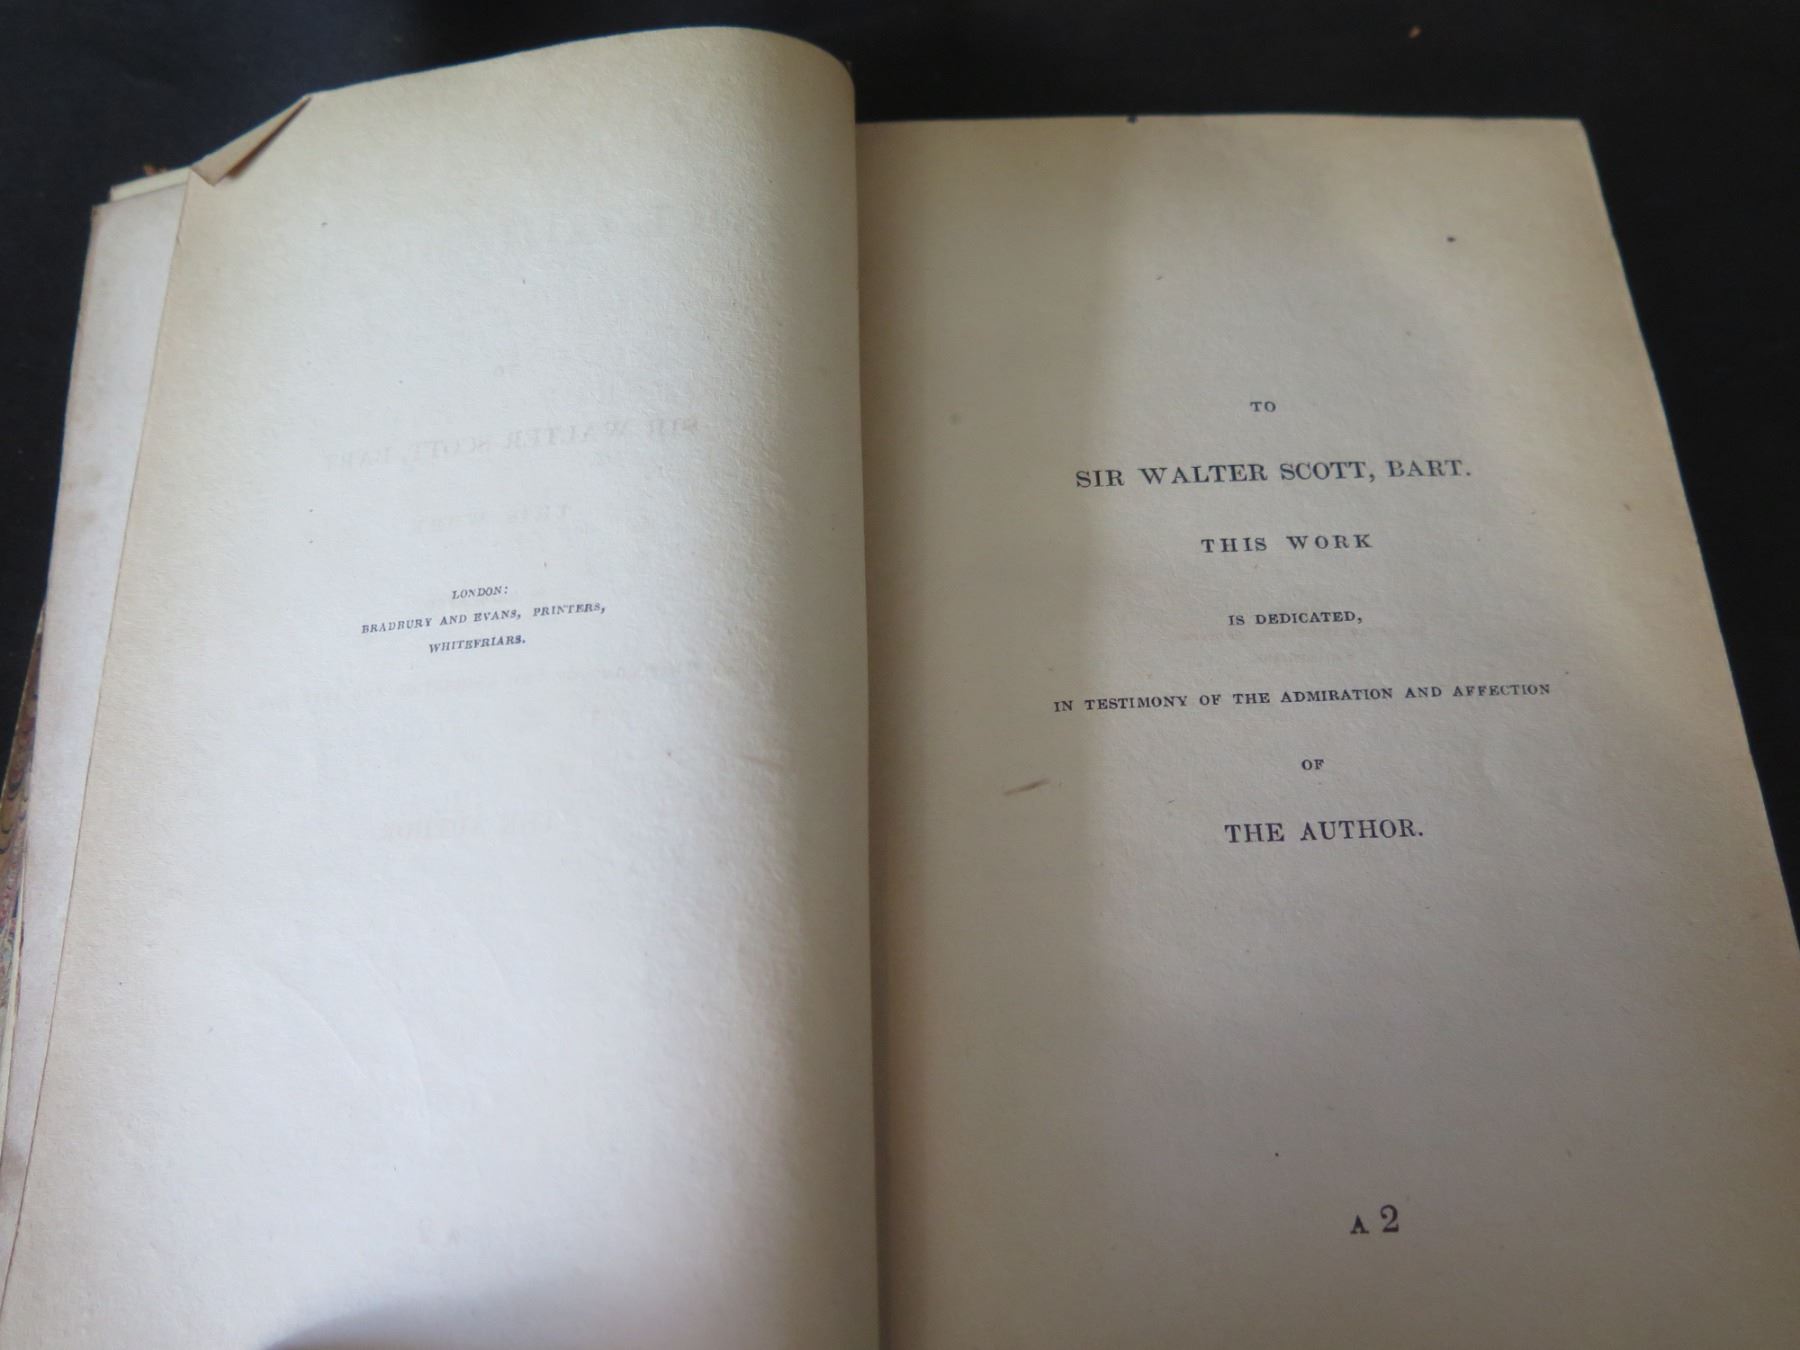 LONDON:
BRADBURY AND EVANS, PRINTERS,
WHITEFRIARS.
TO
SIR WALTER SCOTT, BART.
THIS WORK
IS DEDICATED,
IN TESTIMONY OF THE ADMIRATION AND AFFECTION
OF
THE AUTHOR.
A 2